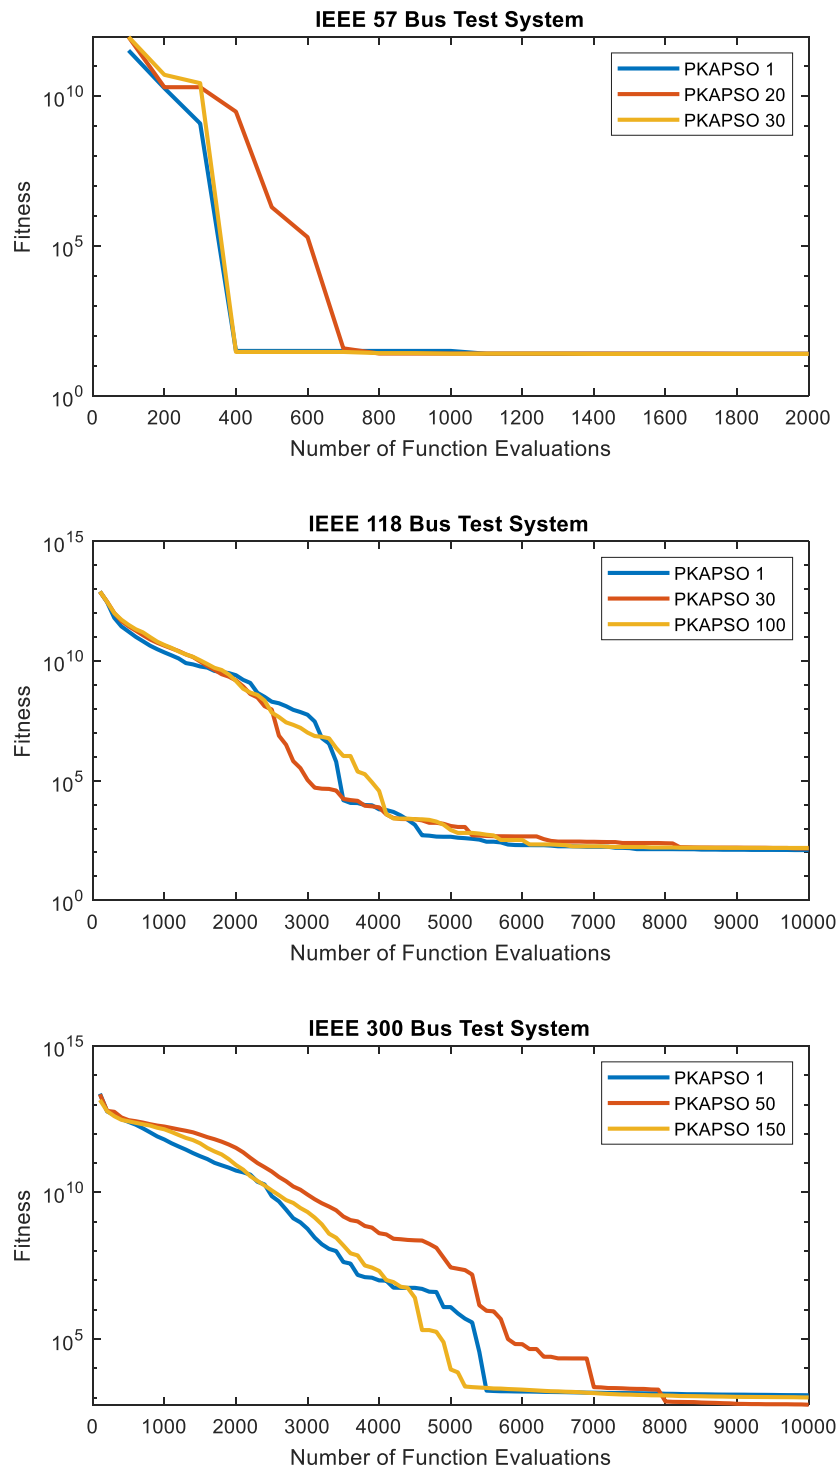 IEEE 57 Bus Test System
PKAPSO 1
PKAPSO 20
PKAPSO 30
Fitness
10^10
10^5
10^0
0 200 400 600 800 1000 1200 1400 1600 1800 2000
Number of Function Evaluations
IEEE 118 Bus Test System
PKAPSO 1
PKAPSO 30
PKAPSO 100
Fitness
10^15
10^10
10^5
10^0
0 1000 2000 3000 4000 5000 6000 7000 8000 9000 10000
Number of Function Evaluations
IEEE 300 Bus Test System
PKAPSO 1
PKAPSO 50
PKAPSO 150
Fitness
10^15
10^10
10^5
0 1000 2000 3000 4000 5000 6000 7000 8000 9000 10000
Number of Function Evaluations